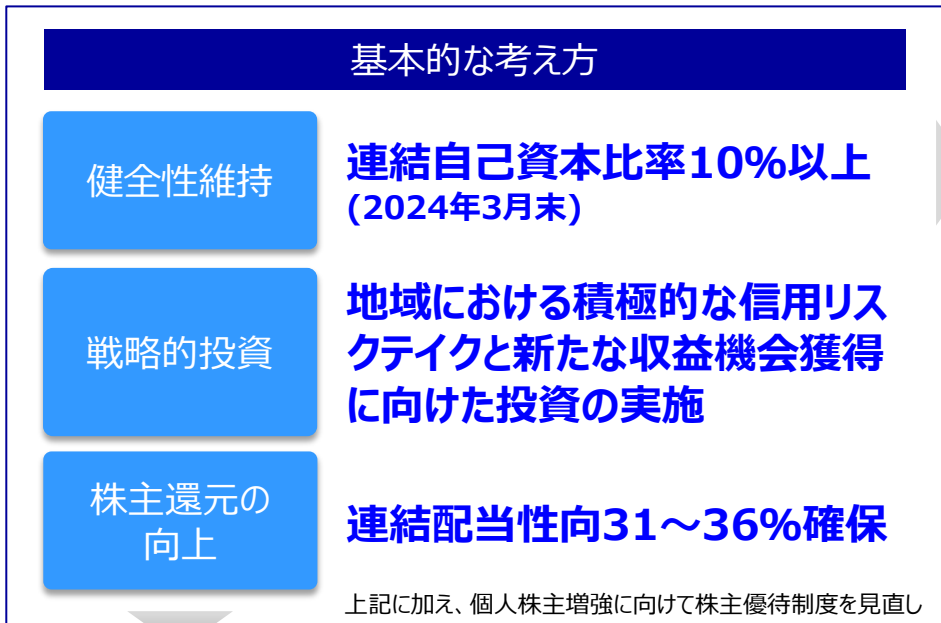 基本的な考え方
健全性維持
連結自己資本比率10%以上
(2024年3月末)
戦略的投資
地域における積極的な信用リス
クテイクと新たな収益機会獲得
に向けた投資の実施
株主還元の
向上
連結配当性向31～36%確保
上記に加え、個人株主増強に向けて株主優待制度を見直し